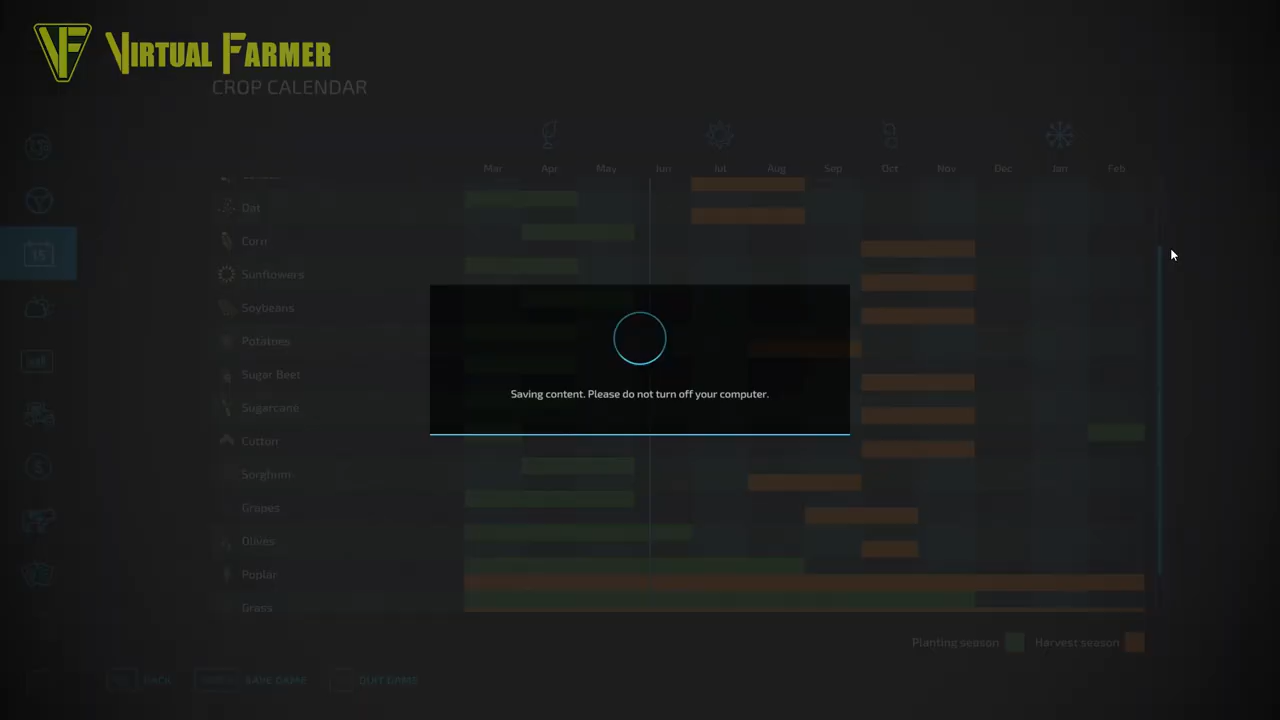 VIRTUAL FARMER
CROP CALENDAR
Mar Apr May Jun Jul Aug Sep Oct Nov Dec Jan Feb
Oat
Corn
Sunflowers
Soybeans
Potatoes
Sugar Beet
Sugarcane
Cotton
Sorghum
Grapes
Olives
Poplar
Grass
Saving content. Please do not turn off your computer.
Planting season Harvest season
BACK SAVE GAME QUIT GAME